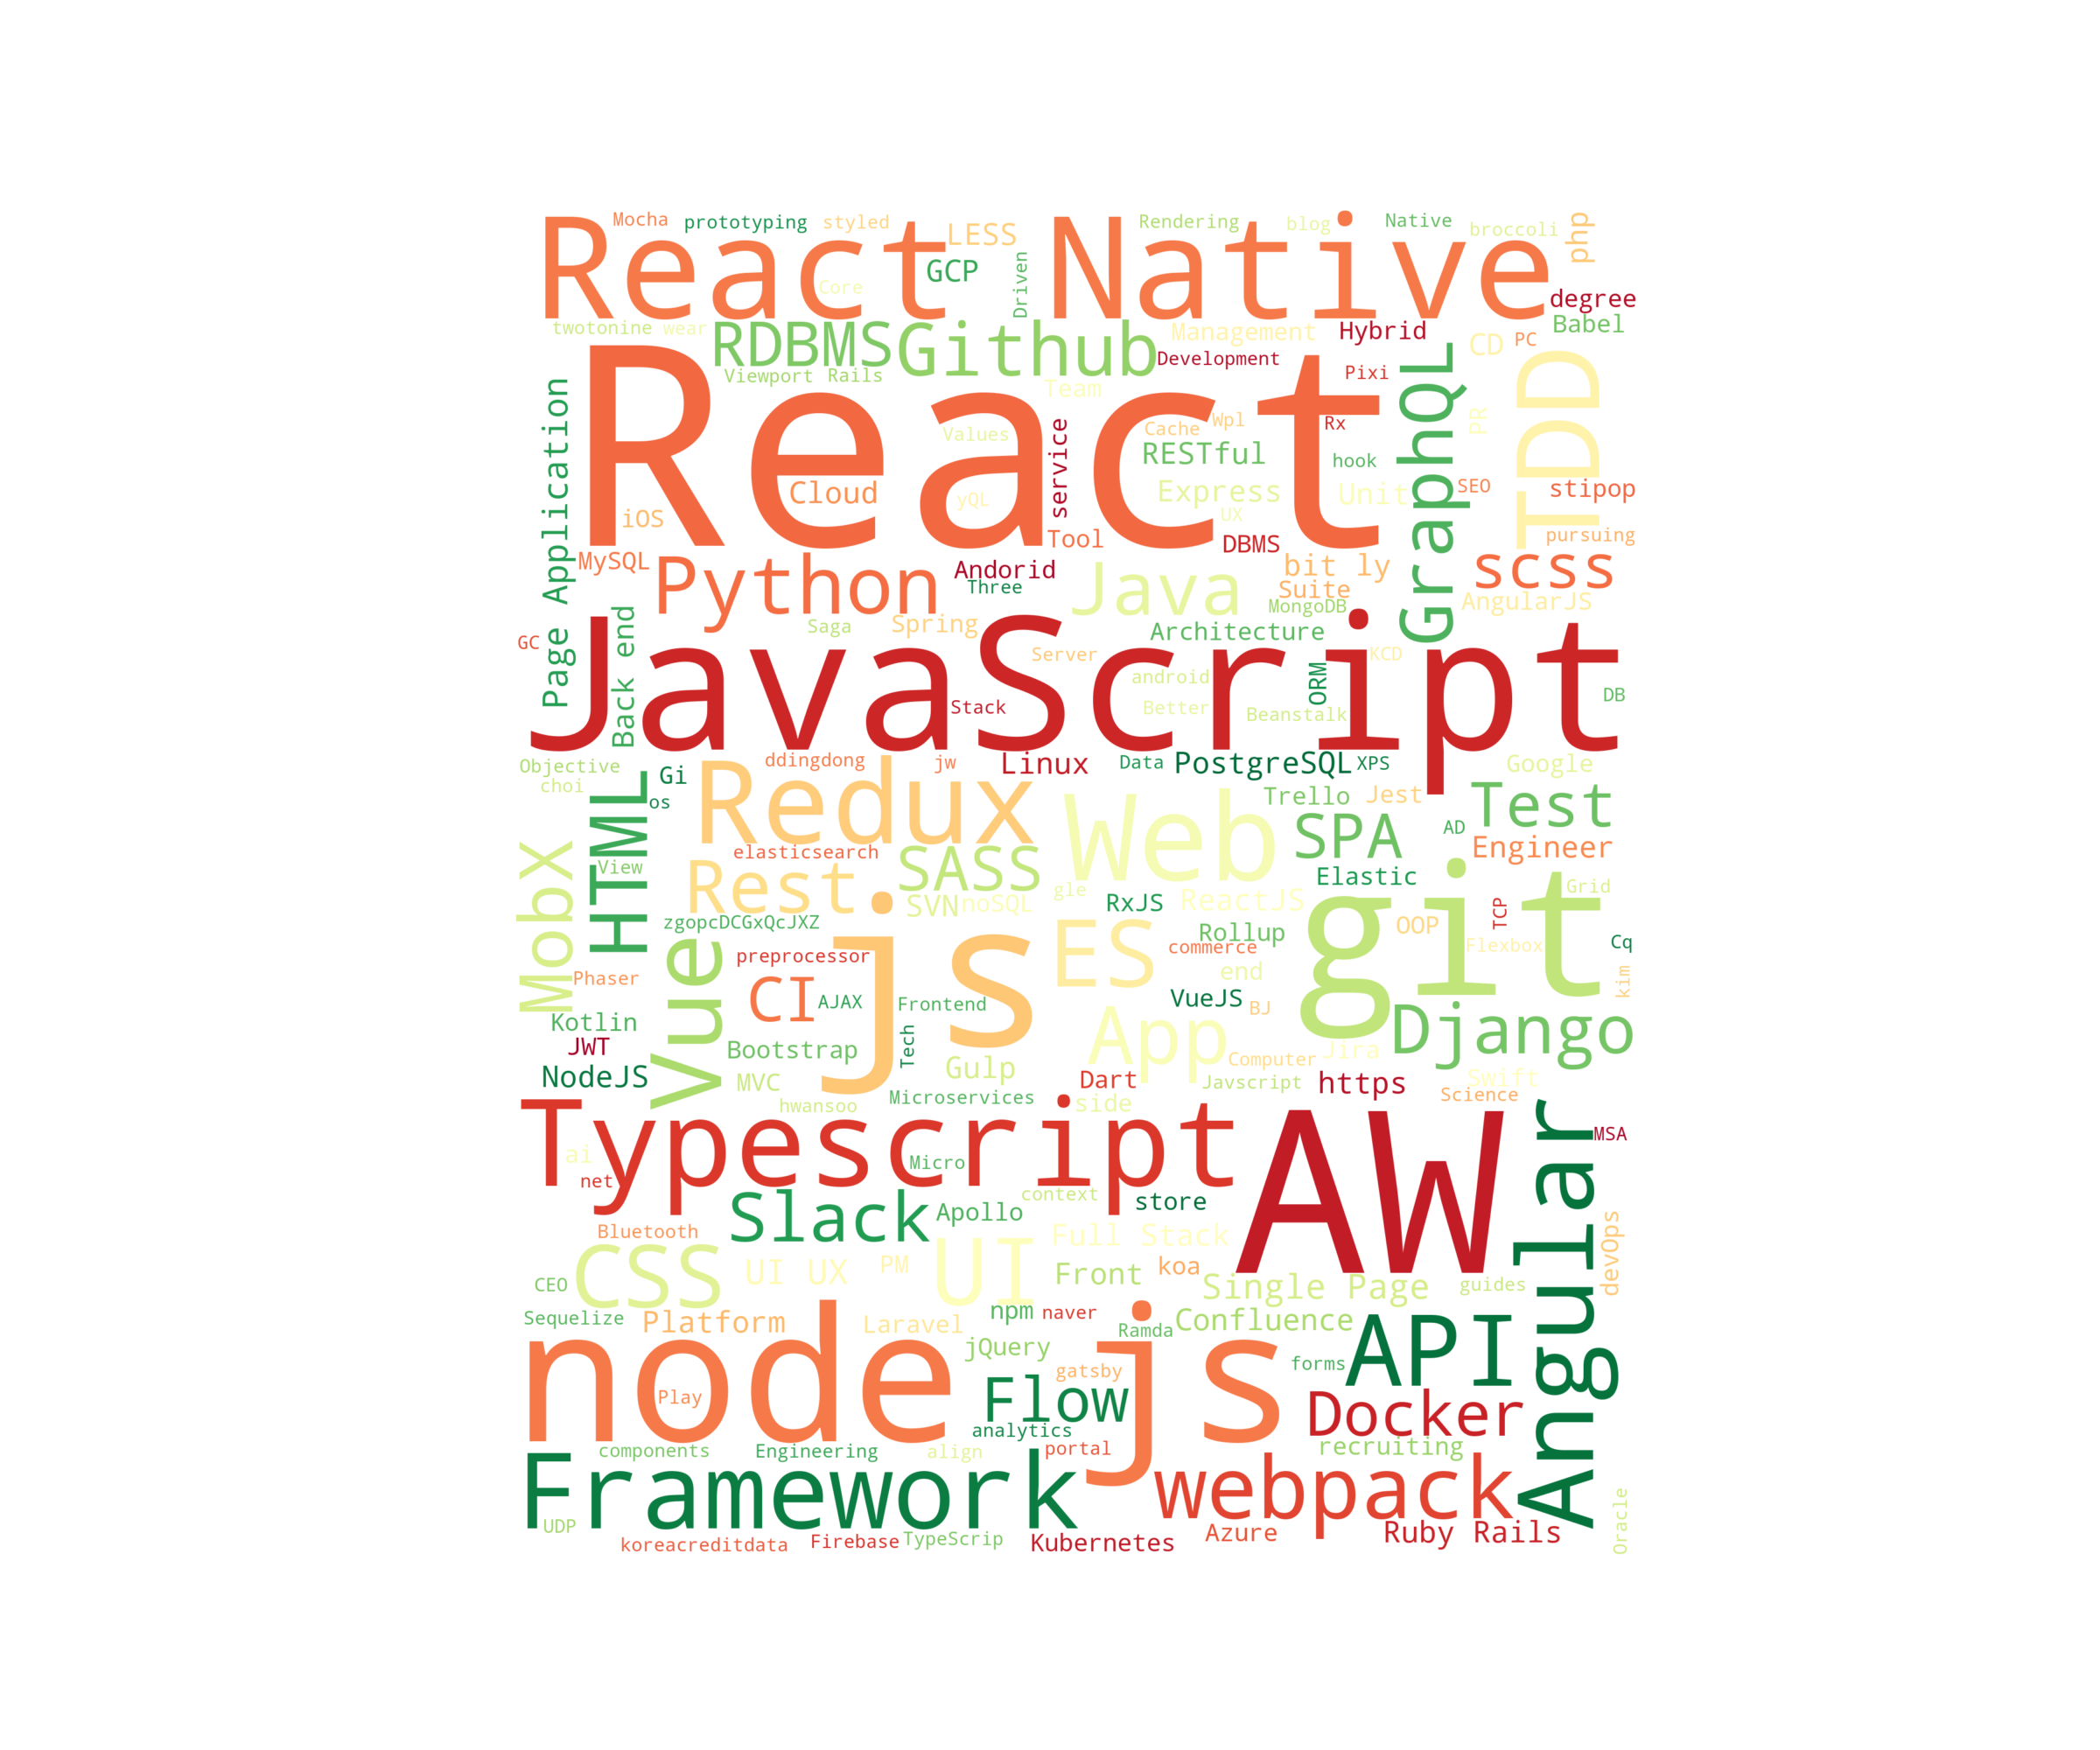 React Native
Mocha
prototyping
styled
LESS
Rendering
blog
Native
broccoli
php
GCP
Core
Driven
degree
twotonine
wear
RDBMS
Github
Management
Hybrid
CD
PC
Babel
Development
Viewport
Rails
Team
Pixi
GraphQL
TDD
React
Page Application
Values
service
Cache
Wpl
Rx
PR
RESTful
hook
Cloud
yQL
Express
Unit
SEO
stipop
iOS
UX
Tool
DBMS
pursuing
MySQL
Python
Andorid
Three
Java
bit ly
Suite
scss
AngularJS
MongoDB
Back end
Saga
Spring
Architecture
GC
JavaScript
Server
KCD
android
ORM
Stack
Better
Beanstalk
DB
Objective
choi
Gi
os
ddingdong
jw
Linux
Data
PostgreSQL
XPS
Google
HTML
Redux
Web
Trello
Jest
Test
SPA
AD
Engineer
MobX
View
elasticsearch
SASS
Elastic
Rest
gle
git
Grid
SVN
noSQL
RxJS
ReactJS
TCP
zgopcDCGxQcJXZ
js
ES
Rollup
OOP
Flexbox
Cq
Vue
preprocessor
commerce
end
Phaser
CI
AJAX
Frontend
VueJS
BJ
kim
Kotlin
App
Django
JWT
Bootstrap
Tech
Gulp
Computer
Jira
NodeJS
MVC
Dart
Javscript
https
Swift
Science
hwansoo
Microservices
side
Typescript
AW
Angular
MSA
ai
Micro
net
context
store
Slack
Apollo
Bluetooth
Full Stack
devOps
CSS
UI UX
PM
UI
Front
koa
CEO
Single Page
guides
Sequelize
Platform
Laravel
npm
naver
Ramda
Confluence
API
node js
jQuery
forms
gatsby
Play
Flow
Docker
analytics
components
Engineering
align
portal
recruiting
Framework
webpack
Oracle
UDP
koreacreditdata
Firebase
TypeScrip
Kubernetes
Azure
Ruby Rails